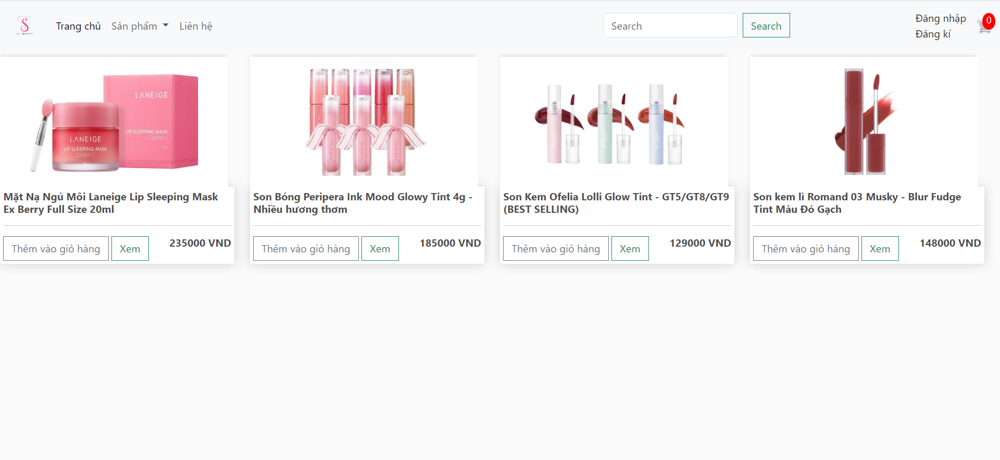 Trang chủ
Sản phẩm
Liên hệ
Search
Search
Đăng nhập
Đăng kí
0
LANEIGE
LIP SLEEPING MASK
[BERRY]
20 g
LANEIGE
LIP SLEEPING MASK
[BERRY]
20 g
Mặt Nạ Ngủ Môi Laneige Lip Sleeping Mask
Ex Berry Full Size 20ml
Thêm vào giỏ hàng
Xem
235000 VND
Son Bóng Peripera Ink Mood Glowy Tint 4g -
Nhiều hương thơm
Thêm vào giỏ hàng
Xem
185000 VND
Son Kem Ofelia Lolli Glow Tint - GT5/GT8/GT9
(BEST SELLING)
Thêm vào giỏ hàng
Xem
129000 VND
Son kem lì Romand 03 Musky - Blur Fudge
Tint Màu Đỏ Gạch
Thêm vào giỏ hàng
Xem
148000 VND